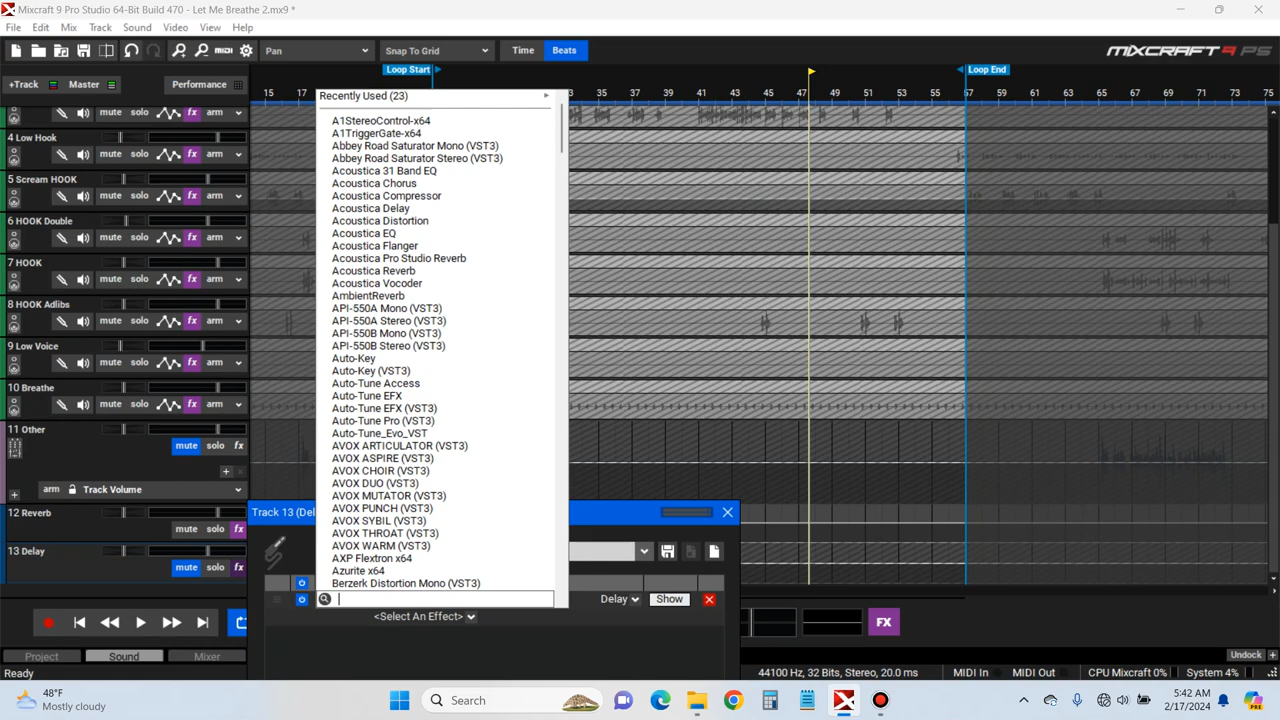 Mixcraft 9 Pro Studio 64-Bit Build 470 - Let Me Breathe 2.mx9 *
File Edit Mix Track Sound Video View Help
Pan Snap To Grid Time Beats MIXCRAFT 9 PS
+Track Master Performance Loop Start Loop End
15 17 3 35 37 39 41 43 45 47 49 51 53 55 57 59 61 63 65 67 69 71 73 75
mute solo fx arm
4 Low Hook
mute solo fx arm
5 Scream HOOK
mute solo fx arm
6 HOOK Double
mute solo fx arm
7 HOOK
mute solo fx arm
8 HOOK Adlibs
mute solo fx arm
9 Low Voice
mute solo fx arm
10 Breathe
mute solo fx arm
11 Other
mute solo fx
arm Track Volume
12 Reverb
mute solo fx
13 Delay
mute solo fx
Recently Used (23)
A1StereoControl-x64
A1TriggerGate-x64
Abbey Road Saturator Mono (VST3)
Abbey Road Saturator Stereo (VST3)
Acoustica 31 Band EQ
Acoustica Chorus
Acoustica Compressor
Acoustica Delay
Acoustica Distortion
Acoustica EQ
Acoustica Flanger
Acoustica Pro Studio Reverb
Acoustica Reverb
Acoustica Vocoder
AmbientReverb
API-550A Mono (VST3)
API-550A Stereo (VST3)
API-550B Mono (VST3)
API-550B Stereo (VST3)
Auto-Key
Auto-Key (VST3)
Auto-Tune Access
Auto-Tune EFX
Auto-Tune EFX (VST3)
Auto-Tune Pro (VST3)
Auto-Tune_Evo_VST
AVOX ARTICULATOR (VST3)
AVOX ASPIRE (VST3)
AVOX CHOIR (VST3)
AVOX DUO (VST3)
AVOX MUTATOR (VST3)
AVOX PUNCH (VST3)
AVOX SYBIL (VST3)
AVOX THROAT (VST3)
AVOX WARM (VST3)
AXP Flextron x64
Azurite x64
Berzerk Distortion Mono (VST3)
Track 13 (Del
Delay Show
<Select An Effect>
FX
Project Sound Mixer Undock
Ready 44100 Hz, 32 Bits, Stereo, 20.0 ms MIDI In MIDI Out CPU Mixcraft 0% System 4%
48°F
Mostly cloudy
Search
5:42 AM
2/17/2024
PRE